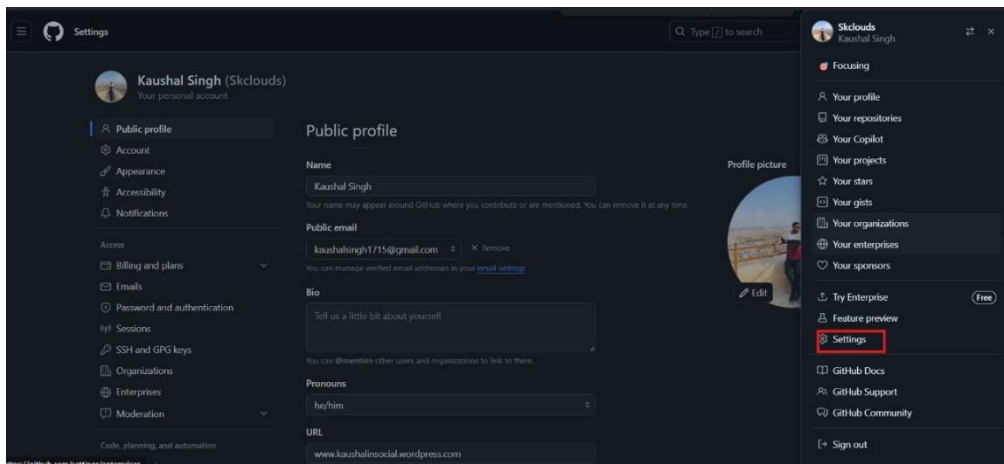 Settings
Type / to search
Kaushal Singh (Skclouds)
Your personal account
Public profile
Account
Appearance
Accessibility
Notifications
Access
Billing and plans
Emails
Password and authentication
Sessions
SSH and GPG keys
Organizations
Enterprises
Moderation
Code, planning, and automation
Public profile
Name
Kaushal Singh
Your name may appear around GitHub where you contribute or are mentioned. You can remove it at any time.
Public email
kaushalsingh1715@gmail.com
Remove
You can manage verified email addresses in your email settings.
Bio
Tell us a little bit about yourself
You can @mention other users and organizations to link to them.
Pronouns
he/him
URL
www.kaushalinsocial.wordpress.com
Profile picture
Edit
Skclouds
Kaushal Singh
Focusing
Your profile
Your repositories
Your Copilot
Your projects
Your stars
Your gists
Your organizations
Your enterprises
Your sponsors
Try Enterprise
Free
Feature preview
Settings
GitHub Docs
GitHub Support
GitHub Community
Sign out